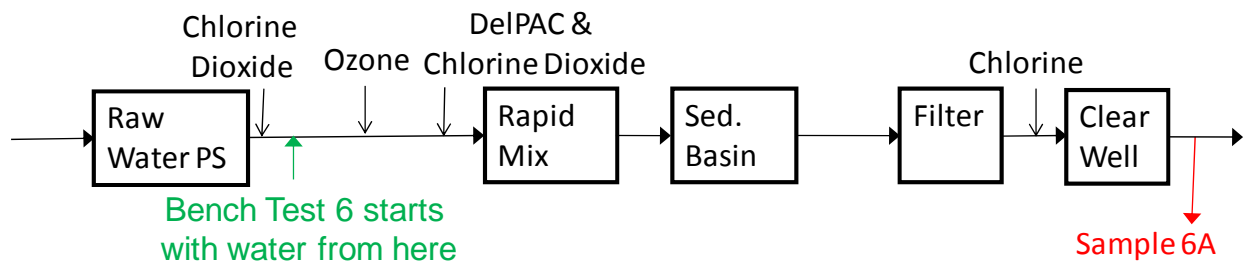 Chlorine
Dioxide
Ozone
DelPAC &
Chlorine Dioxide
Chlorine
Raw
Water PS
Rapid
Mix
Sed.
Basin
Filter
Clear
Well
Bench Test 6 starts
with water from here
Sample 6A